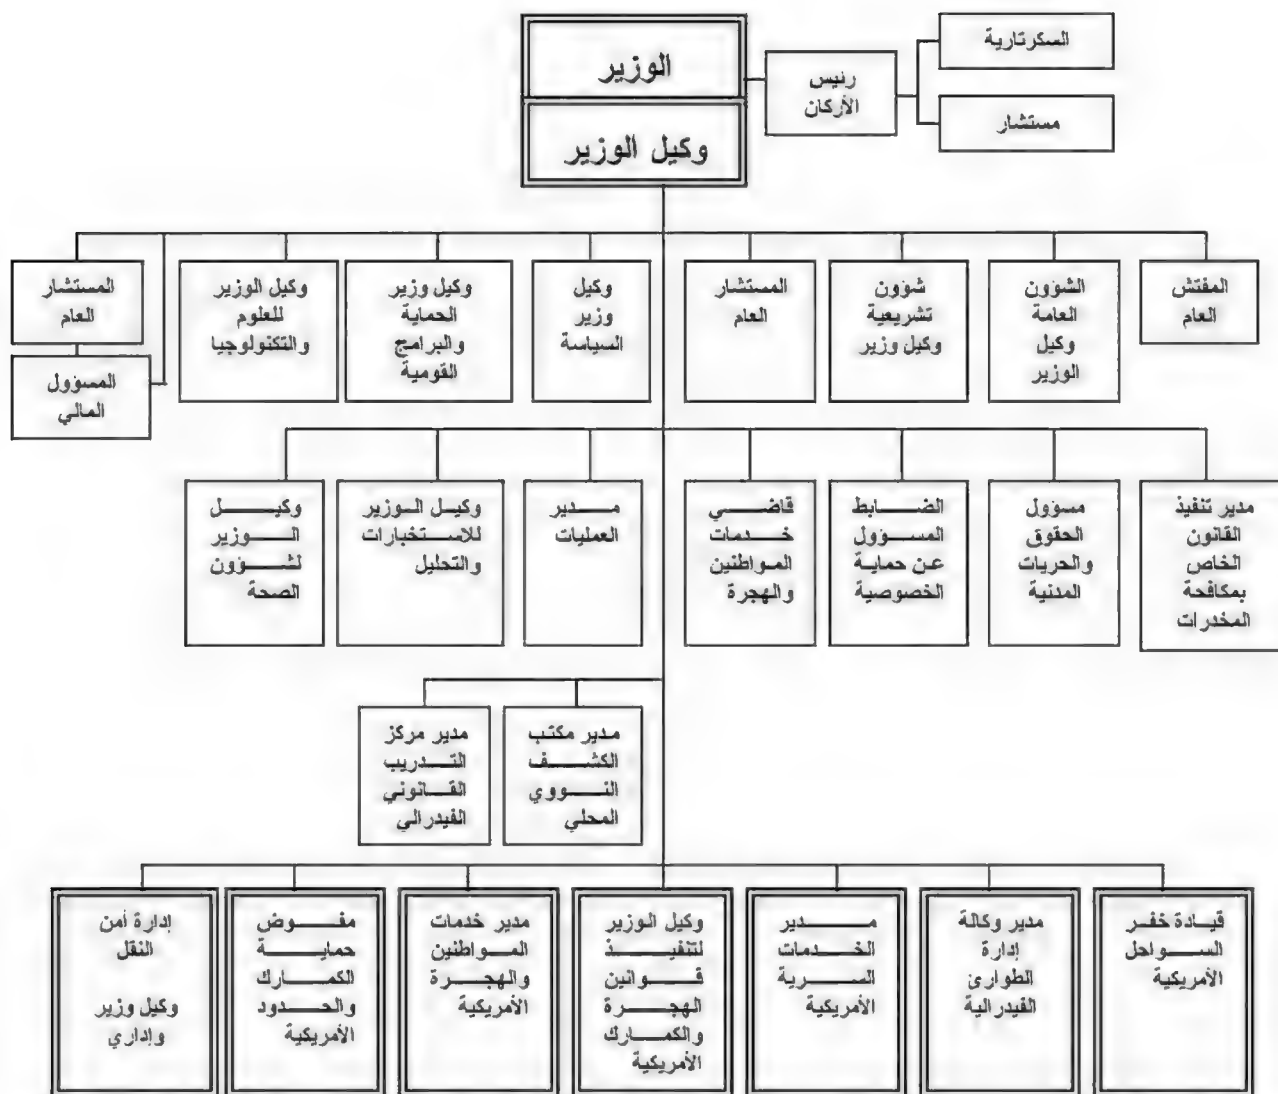 الوزير
وكيل الوزير
رئيس
الأركان
السكرتارية
مستشار
المفتش
العام
الشؤون
العامة
وكيل
الوزير
شؤون
تشريعية
وكيل وزير
المستشار
العام
وكيل
وزير
السياسة
وكيل وزير
الحماية
والبرامج
القومية
وكيل الوزير
للعلوم
والتكنولوجيا
المستشار
العام
المسؤول
المالي
مدير تنفيذ
القانون
الخاص
بمكافحة
المخدرات
مسؤول
الحقوق
والحريات
المدنية
الضابط
المسؤول
عن حماية
الخصوصية
قاضي
خدمات
المواطنين
والهجرة
مدير
العمليات
وكيل الوزير
للاستخبارات
والتحليل
وكيل
الوزير
لشؤون
الصحة
مدير مكتب
الكشف
النووي
المحلي
مدير مركز
التدريب
القانوني
الفيدرالي
قيادة خفر
السواحل
الأمريكية
مدير وكالة
إدارة
الطوارئ
الفيدرالية
مدير
الخدمات
السرية
الأمريكية
وكيل الوزير
لتنفيذ
قوانين
الهجرة
والكمارك
الأمريكية
مدير خدمات
المواطنين
والهجرة
الأمريكية
مفوض
حماية
الكمارك
والحدود
الأمريكية
إدارة أمن
النقل
وكيل وزير
وإداري